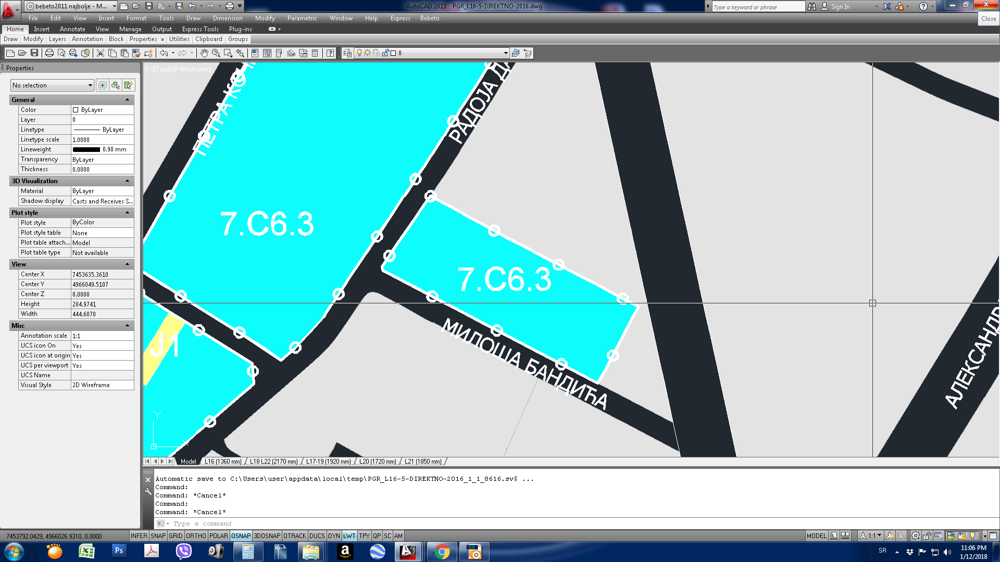 bebeto2011 najbolje - M...
AutoCAD 2013 PGR_L16-5-DIREKTNO-2016.dwg
Type a keyword or phrase
Sign In
File Edit View Insert Format Tools Draw Dimension Modify Parametric Window Help Express Bebeto
Close
Home Insert Annotate View Manage Output Express Tools Plug-ins
Draw Modify Layers Annotation Block Properties Utilities Clipboard Groups
0
Properties
No selection
General
Color ByLayer
Layer 0
Linetype ByLayer
Linetype scale 1.0000
Lineweight 0.90 mm
Transparency ByLayer
Thickness 0.0000
3D Visualization
Material ByLayer
Shadow display Casts and Receives S...
Plot style
Plot style ByColor
Plot style table None
Plot table attach... Model
Plot table type Not available
View
Center X 7453635.3610
Center Y 4966049.5107
Center Z 0.0000
Height 204.9741
Width 444.6070
Misc
Annotation scale 1:1
UCS icon On Yes
UCS icon at origin Yes
UCS per viewport Yes
UCS Name
Visual Style 2D Wireframe
[−][Top][2D Wireframe]
ПЕТРА
РАДОЈА
7.С6.3
7.С6.3
J1
МИЛОША БАНДИЋА
АЛЕКСАНДР
Y
X
Model L16 (1360 mm) L18 L22 (2170 mm) L17-19 (1920 mm) L20 (1720 mm) L21 (1850 mm)
Automatic save to C:\Users\user\appdata\local\temp\PGR_L16-5-DIREKTNO-2016_1_1_8616.sv$ ...
Command:
Command: *Cancel*
Command:
Command: *Cancel*
Type a command
7453792.0429, 4966026.9310, 0.0000
INFER SNAP GRID ORTHO POLAR OSNAP 3DOSNAP OTRACK DUCS DYN LWT TPY QP SC AM
MODEL
1:1
Ps
a
ICO
SR
11:06 PM
1/12/2018